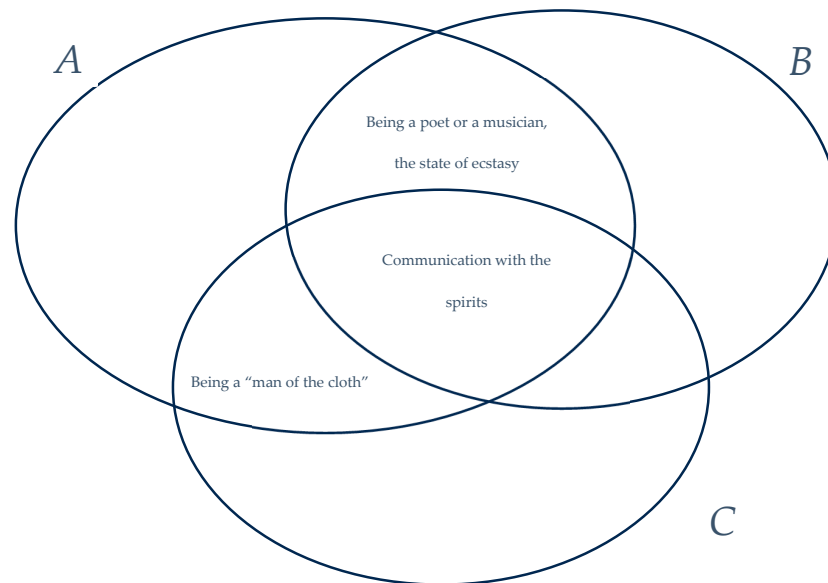 A
B
Being a poet or a musician,
the state of ecstasy
Communication with the
spirits
Being a “man of the cloth”
C